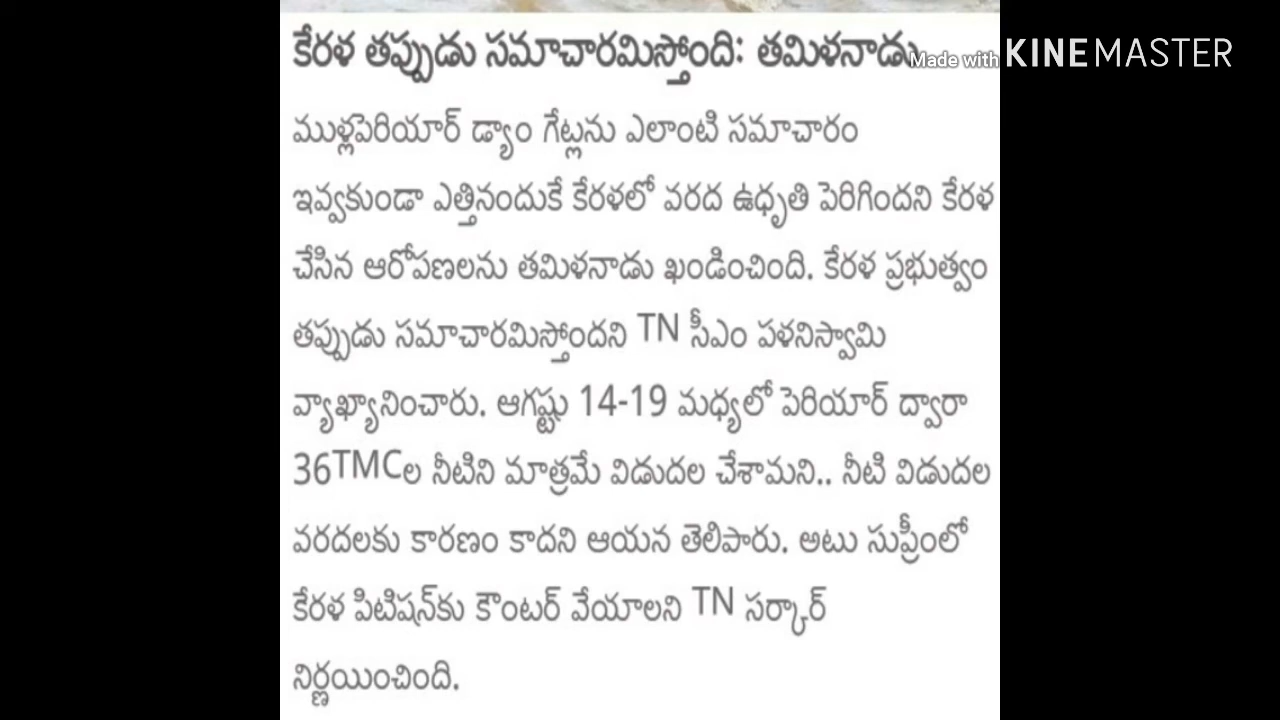 కేరళ తప్పుడు సమాచారమిస్తోంది: తమిళనాడు
Made with KINEMASTER
ముళ్లపెరియార్ డ్యాం గేట్లను ఎలాంటి సమాచారం
ఇవ్వకుండా ఎత్తినందుకే కేరళలో వరద ఉధృతి పెరిగిందని కేరళ
చేసిన ఆరోపణలను తమిళనాడు ఖండించింది. కేరళ ప్రభుత్వం
తప్పుడు సమాచారమిస్తోందని TN సీఎం పళనిస్వామి
వ్యాఖ్యానించారు. ఆగష్టు 14-19 మధ్యలో పెరియార్ ద్వారా
36TMCల నీటిని మాత్రమే విడుదల చేశామని.. నీటి విడుదల
వరదలకు కారణం కాదని ఆయన తెలిపారు. అటు సుప్రీంలో
కేరళ పిటిషన్‌కు కౌంటర్ వేయాలని TN సర్కార్
నిర్ణయించింది.